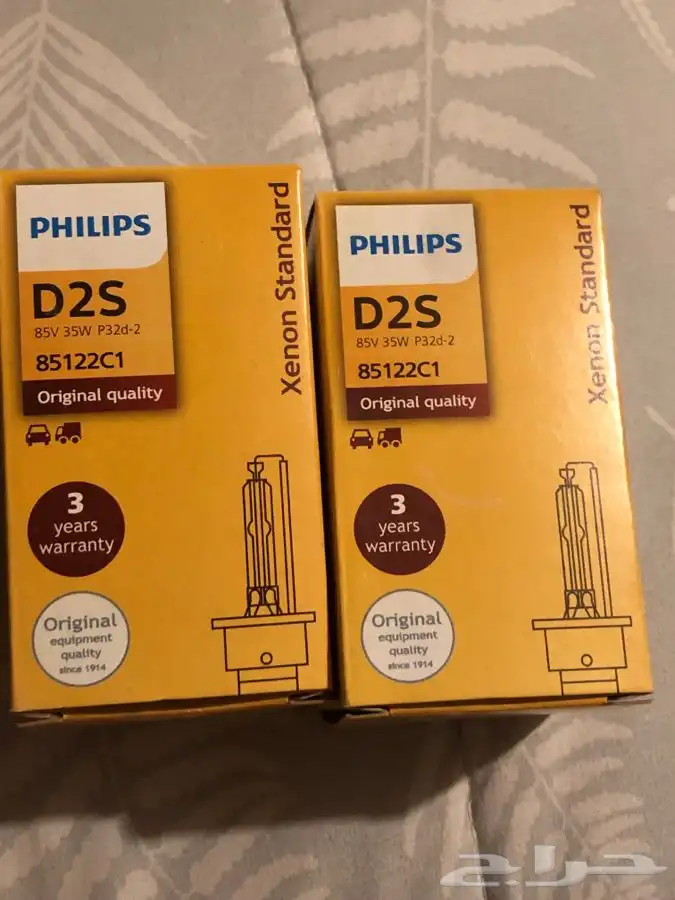 PHILIPS
D2S
85V 35W P32d-2
85122C1
Original quality
Xenon Standard
3
years
warranty
Original
equipment
quality
since 1914
PHILIPS
D2S
85V 35W P32d-2
85122C1
Original quality
Xenon Standard
3
years
warranty
Original
equipment
quality
since 1914
حراج